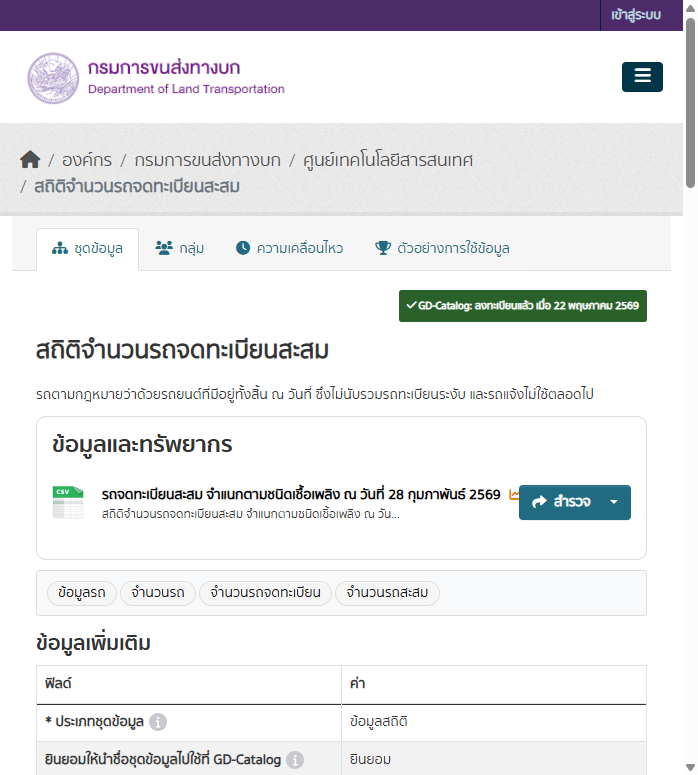 เข้าสู่ระบบ
กรมการขนส่งทางบก
Department of Land Transportation
/ องค์กร / กรมการขนส่งทางบก / ศูนย์เทคโนโลยีสารสนเทศ
/ สถิติจำนวนรถจดทะเบียนสะสม
ชุดข้อมูล กลุ่ม ความเคลื่อนไหว ตัวอย่างการใช้ข้อมูล
GD-Catalog: ลงทะเบียนแล้ว เมื่อ 22 พฤษภาคม 2569
สถิติจำนวนรถจดทะเบียนสะสม
รถตามกฎหมายว่าด้วยรถยนต์ที่มีอยู่ทั้งสิ้น ณ วันที่ ซึ่งไม่นับรวมรถทะเบียนระงับ และรถแจ้งไม่ใช้ตลอดไป
ข้อมูลและทรัพยากร
CSV
รถจดทะเบียนสะสม จำแนกตามชนิดเชื้อเพลิง ณ วันที่ 28 กุมภาพันธ์ 2569
สถิติจำนวนรถจดทะเบียนสะสม จำแนกตามชนิดเชื้อเพลิง ณ วัน...
สำรวจ
ข้อมูลรถ จำนวนรถ จำนวนรถจดทะเบียน จำนวนรถสะสม
ข้อมูลเพิ่มเติม
ฟิลด์ ค่า
* ประเภทชุดข้อมูล ข้อมูลสถิติ
ยินยอมให้นำชื่อชุดข้อมูลไปใช้ที่ GD-Catalog ยินยอม